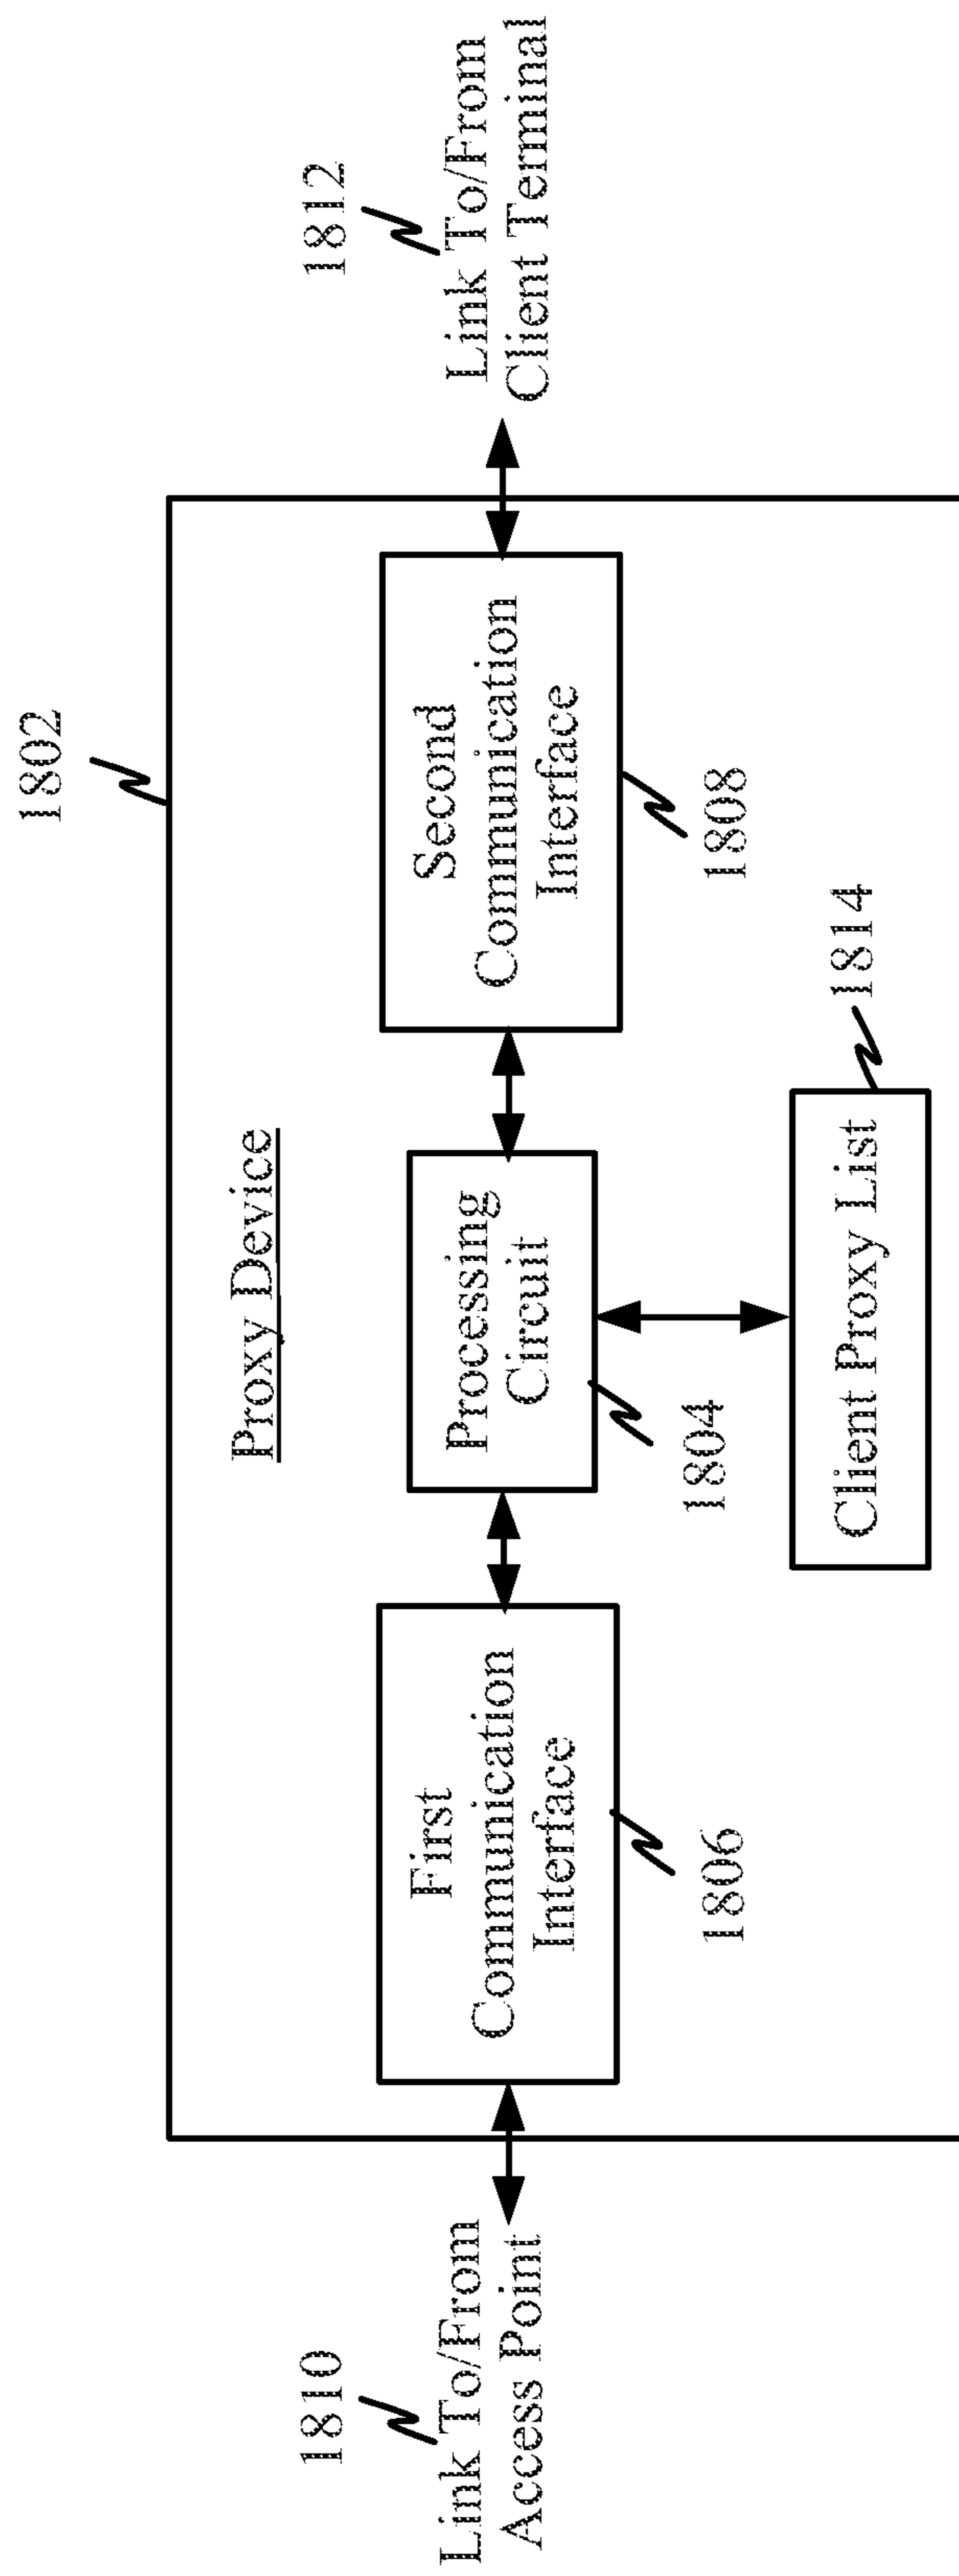 1802
Proxy Device
1810
Link To/From
Access Point
First
Communication
Interface
1806
Processing
Circuit
1804
Second
Communication
Interface
1808
1812
Link To/From
Client Terminal
Client Proxy List
1814